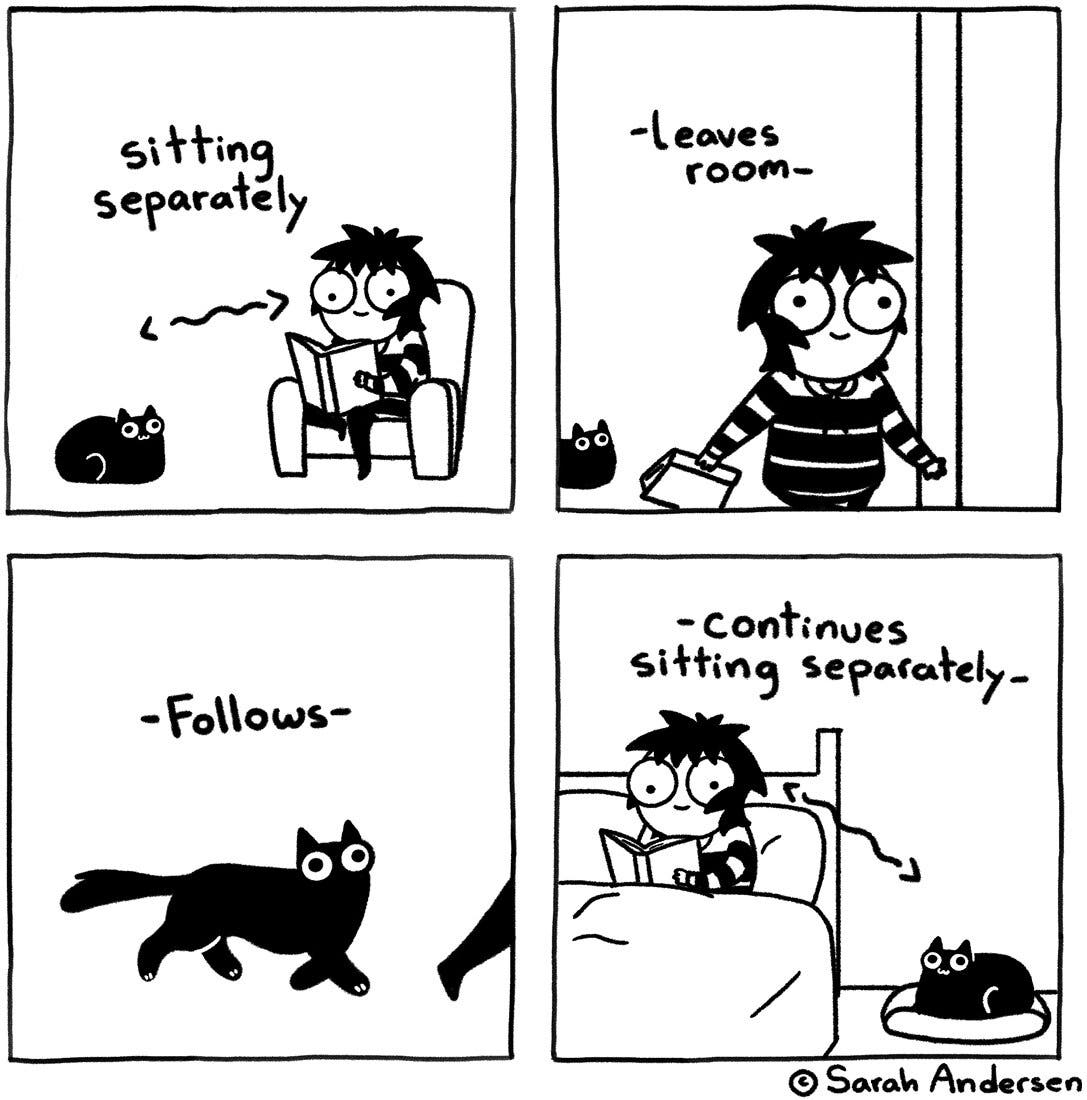 sitting
separately
-leaves
room-
-Follows-
-continues
sitting separately-
© Sarah Andersen